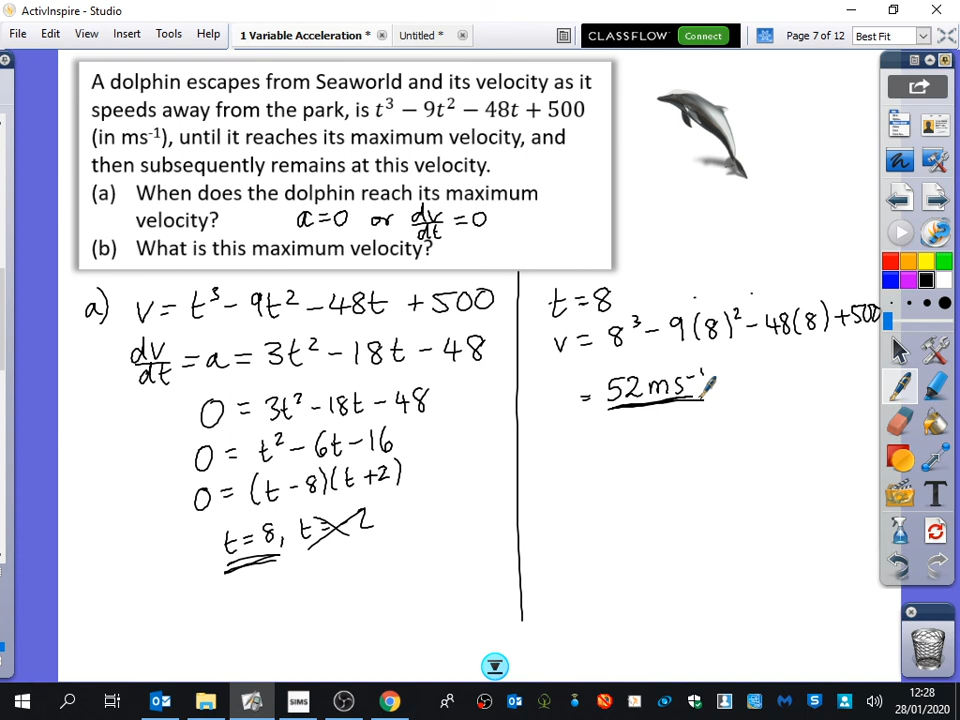 ActivInspire - Studio
File Edit View Insert Tools Help
1 Variable Acceleration *
Untitled *
CLASSFLOW Connect
Page 7 of 12
Best Fit
A dolphin escapes from Seaworld and its velocity as it
speeds away from the park, is t³ − 9t² − 48t + 500
(in ms⁻¹), until it reaches its maximum velocity, and
then subsequently remains at this velocity.
(a) When does the dolphin reach its maximum
velocity? a=0 or dv/dt =0
(b) What is this maximum velocity?
a) v= t³ - 9t² - 48t + 500
dv/dt = a = 3t² - 18t - 48
0 = 3t² - 18t - 48
0 = t² - 6t - 16
0 = (t - 8)(t + 2)
t = 8, t = - 2
t = 8
v = 8³ - 9(8)² - 48(8) + 500
= 52 ms⁻¹
SIMS
12:28
28/01/2020